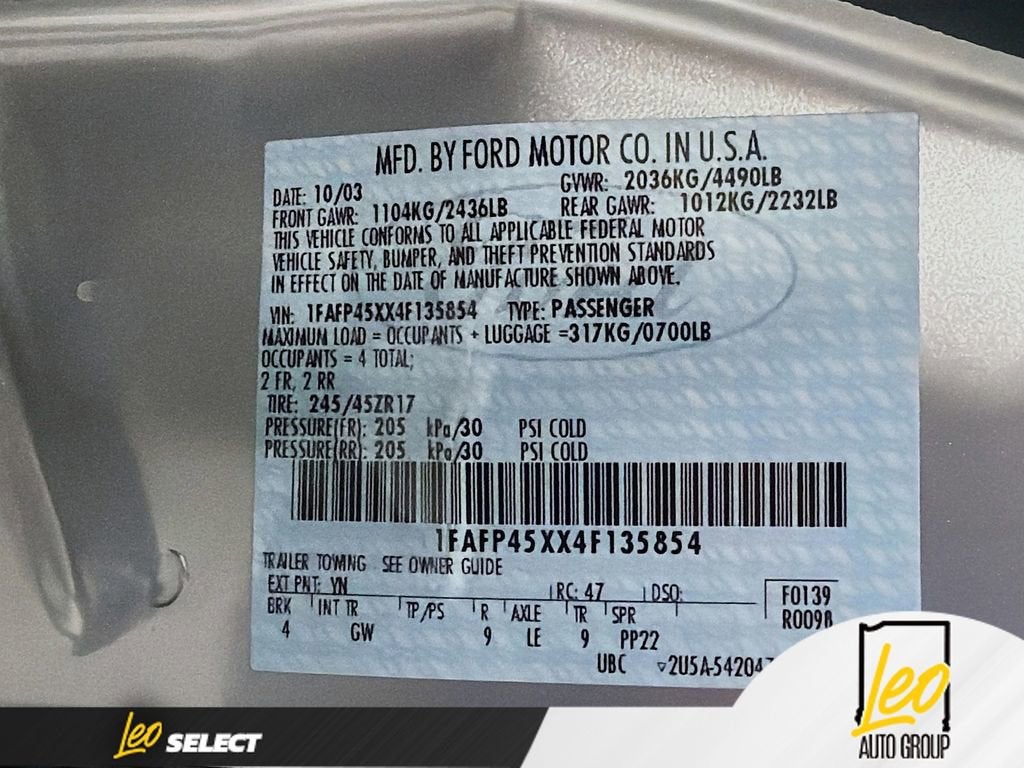 MFD. BY FORD MOTOR CO. IN U.S.A.
DATE: 10/03 GVWR: 2036KG/4490LB
FRONT GAWR: 1104KG/2436LB REAR GAWR: 1012KG/2232LB
THIS VEHICLE CONFORMS TO ALL APPLICABLE FEDERAL MOTOR
VEHICLE SAFETY, BUMPER, AND THEFT PREVENTION STANDARDS
IN EFFECT ON THE DATE OF MANUFACTURE SHOWN ABOVE.
VIN: 1FAFP45XX4F135854 TYPE: PASSENGER
MAXIMUM LOAD = OCCUPANTS + LUGGAGE =317KG/0700LB
OCCUPANTS = 4 TOTAL;
2 FR, 2 RR
TIRE: 245/45ZR17
PRESSURE(FR): 205 kPa/30 PSI COLD
PRESSURE(RR): 205 kPa/30 PSI COLD
1FAFP45XX4F135854
TRAILER TOWING SEE OWNER GUIDE
EXT PNT: YN RC: 47 DSO: F0139
BRK INT TR TP/PS R AXLE TR SPR R0098
4 GW 9 LE 9 PP22
UBC ▽2U5A-54204
Leo SELECT
Leo
AUTO GROUP